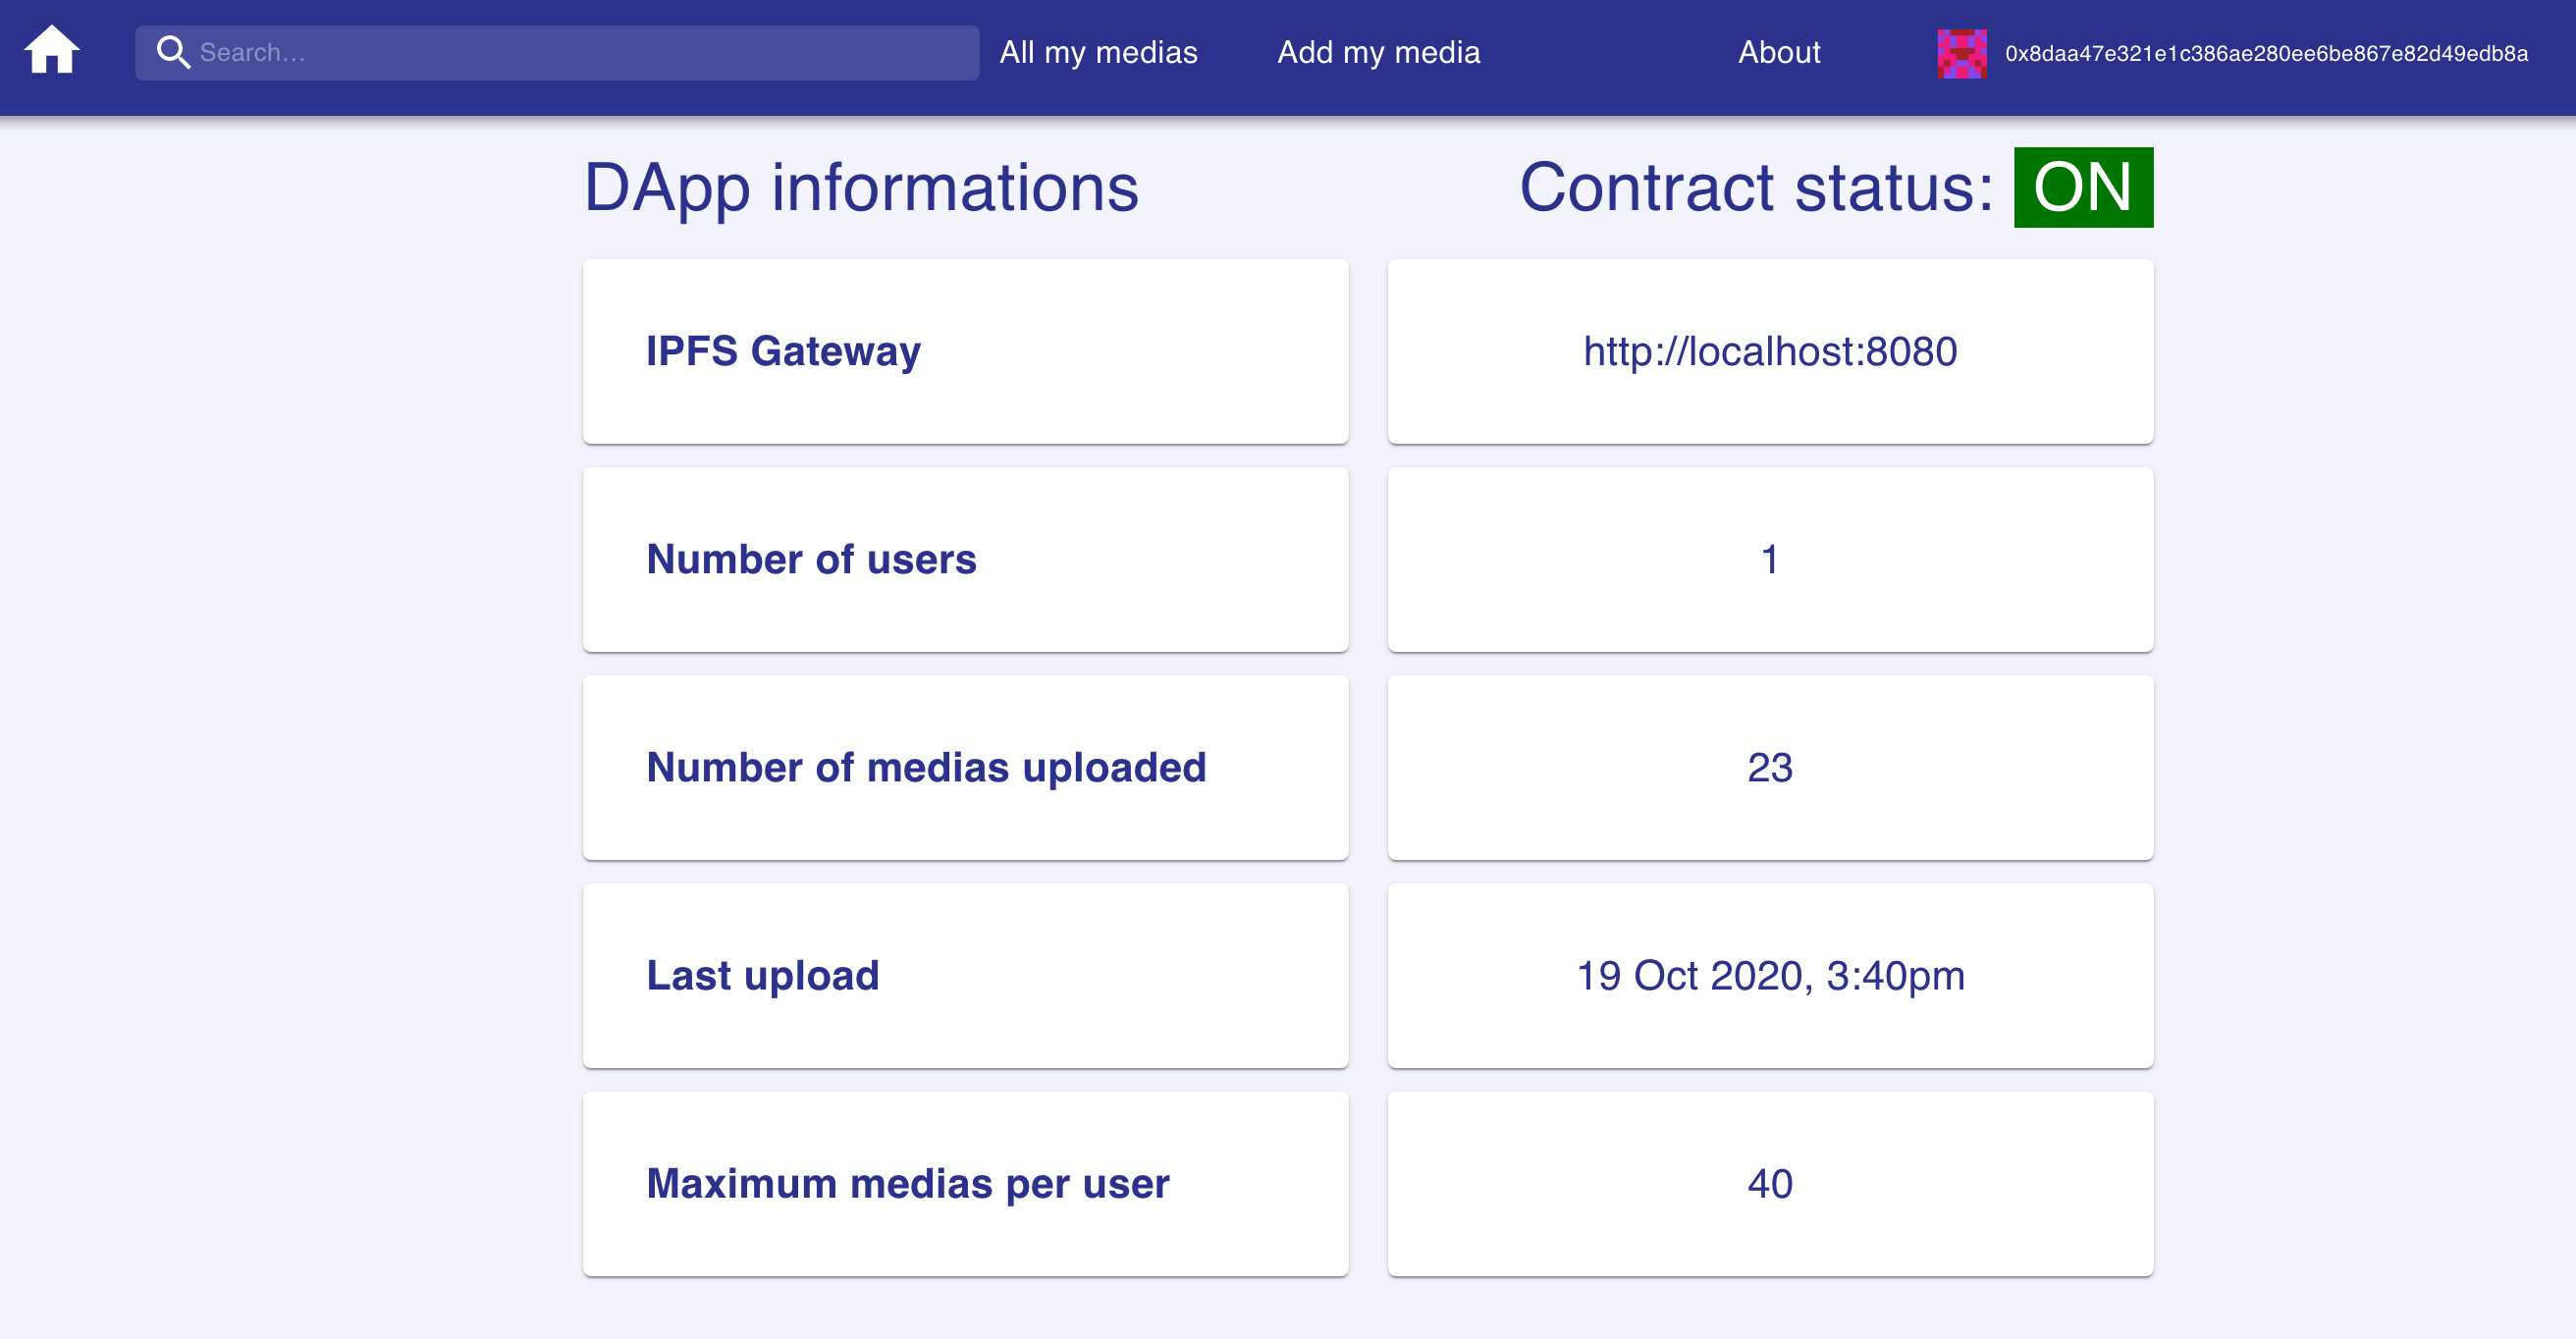 Search... All my medias Add my media About 0x8daa47e321e1c386ae280ee6be867e82d49edb8a
DApp informations Contract status: ON
IPFS Gateway http://localhost:8080
Number of users 1
Number of medias uploaded 23
Last upload 19 Oct 2020, 3:40pm
Maximum medias per user 40